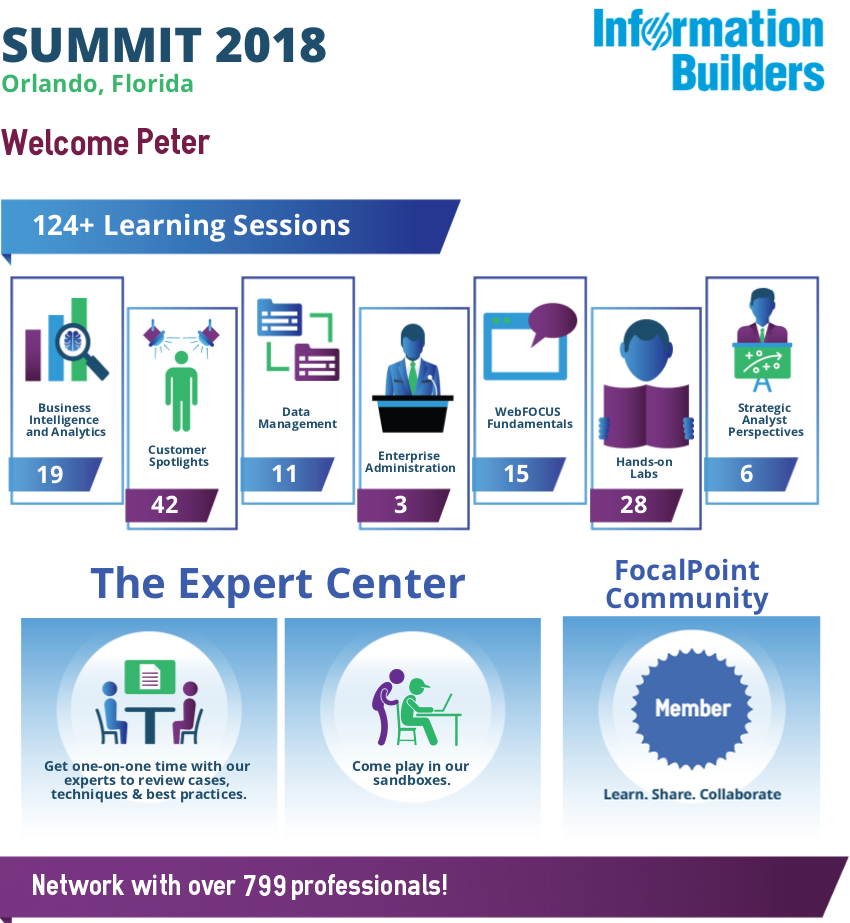 SUMMIT 2018
Orlando, Florida
Information
Builders
Welcome Peter
124+ Learning Sessions
Business
Intelligence
and Analytics
19
Customer
Spotlights
42
Data
Management
11
Enterprise
Administration
3
WebFOCUS
Fundamentals
15
Hands-on
Labs
28
Strategic
Analyst
Perspectives
6
The Expert Center
Get one-on-one time with our
experts to review cases,
techniques & best practices.
Come play in our
sandboxes.
FocalPoint
Community
Member
Learn. Share. Collaborate
Network with over 799 professionals!